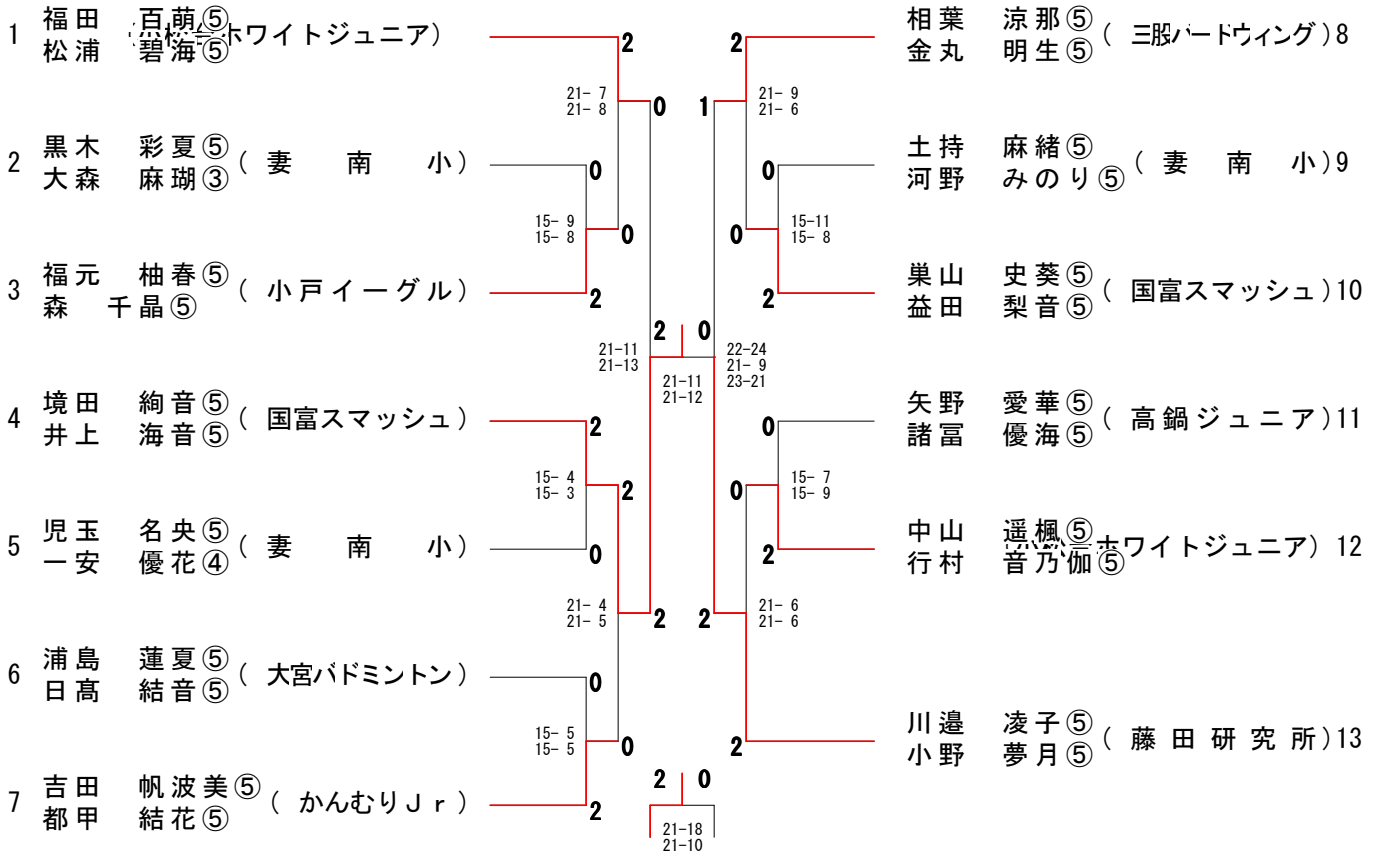 1 福田 百萌⑤
松浦 碧海⑤
ホワイトジュニア)
2
21- 7
21- 8
0
2 黒木 彩夏⑤
大森 麻瑚③
(妻南小)
0
15- 9
15- 8
0
3 福元 柚春⑤
森 千晶⑤
(小戸イーグル)
2
21-11
21-13
2 0
21-11
21-12
4 境田 絢音⑤
井上 海音⑤
(国富スマッシュ)
2
15- 4
15- 3
2
5 児玉 名央⑤
一安 優花④
(妻南小)
0
21- 4
21- 5
2
6 浦島 蓮夏⑤
日髙 結音⑤
(大宮バドミントン)
0
15- 5
15- 5
0
7 吉田 帆波美⑤
都甲 結花⑤
(かんむりJr)
2
2 0
21-18
21-10
相葉 涼那⑤
金丸 明生⑤
(三股バードウィング)8
2
21- 9
21- 6
1
土持 麻緒⑤
河野 みのり⑤
(妻南小)9
0
15-11
15- 8
0
巣山 史葵⑤
益田 梨音⑤
(国富スマッシュ)10
2
22-24
21- 9
23-21
矢野 愛華⑤
諸冨 優海⑤
(高鍋ジュニア)11
0
15- 7
15- 9
0
中山 遥楓⑤
行村 音乃伽⑤
ホワイトジュニア) 12
2
21- 6
21- 6
2
川邉 凌子⑤
小野 夢月⑤
(藤田研究所)13
2